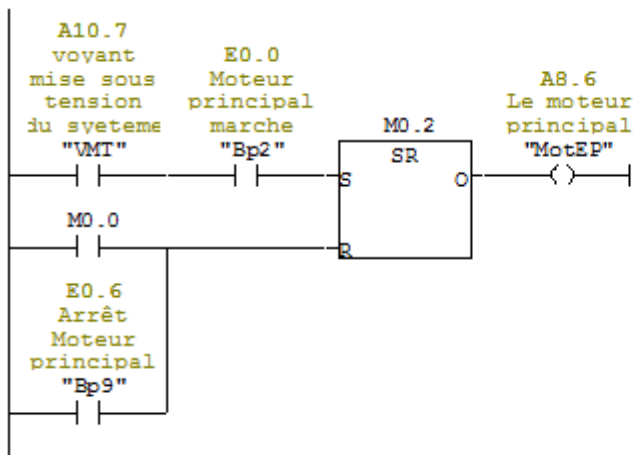 A10.7
voyant
mise sous
tension
du syeteme
"VMT"
E0.0
Moteur
principal
marche
"Bp2"
M0.2
SR
S
Q
R
A8.6
Le moteur
principal
"MotEP"
M0.0
E0.6
Arrêt
Moteur
principal
"Bp9"